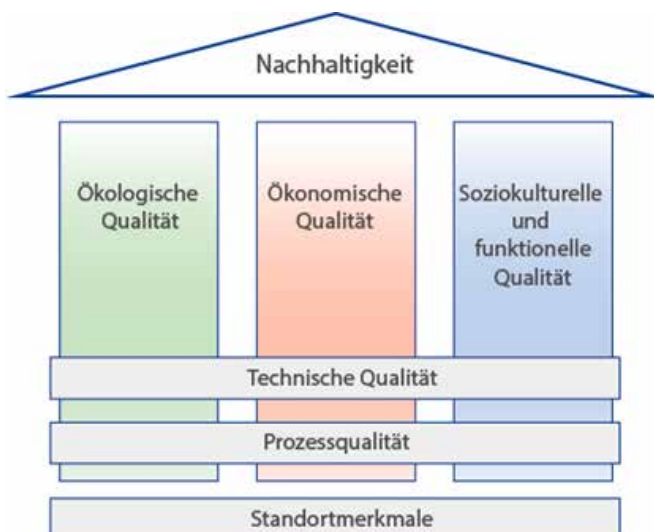 Nachhaltigkeit
Ökologische
Qualität
Ökonomische
Qualität
Soziokulturelle
und
funktionelle
Qualität
Technische Qualität
Prozessqualität
Standortmerkmale